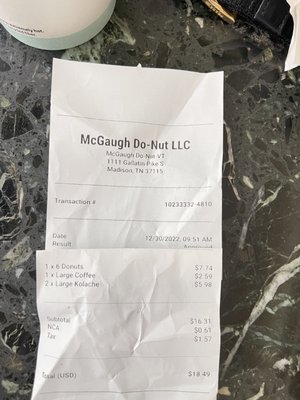 McGaugh Do-Nut LLC
McGaugh Do-Nut VT
1111 Gallatin Pike S
Madison, TN 37115
Transaction # 10233332-4810
Date 12/30/2022, 09:51 AM
Result Approved
1 x 6 Donuts $7.74
1 x Large Coffee $2.59
2 x Large Kolache $5.98
Subtotal $16.31
NCA $0.61
Tax $1.57
Total (USD) $18.49